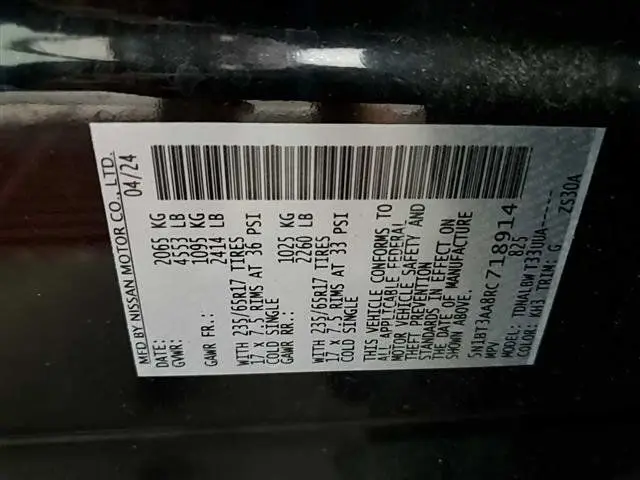 MFD BY NISSAN MOTOR CO., LTD.
DATE: 04/24
GVWR: 2065 KG
4553 LB
GAWR FR.: 1095 KG
2414 LB
WITH 235/65R17 TIRES
17 x 7.5 RIMS AT 36 PSI
COLD SINGLE
GAWR RR.: 1025 KG
2260 LB
WITH 235/65R17 TIRES
17 x 7.5 RIMS AT 33 PSI
COLD SINGLE
THIS VEHICLE CONFORMS TO
ALL APPLICABLE FEDERAL
MOTOR VEHICLE SAFETY AND
THEFT PREVENTION
STANDARDS IN EFFECT ON
THE DATE OF MANUFACTURE
SHOWN ABOVE.
5N1BT3AA8RC718914
MPV 825
MODEL: TDMALBW T33UUA-----
COLOR: KH3 TRIM: G ZS30A